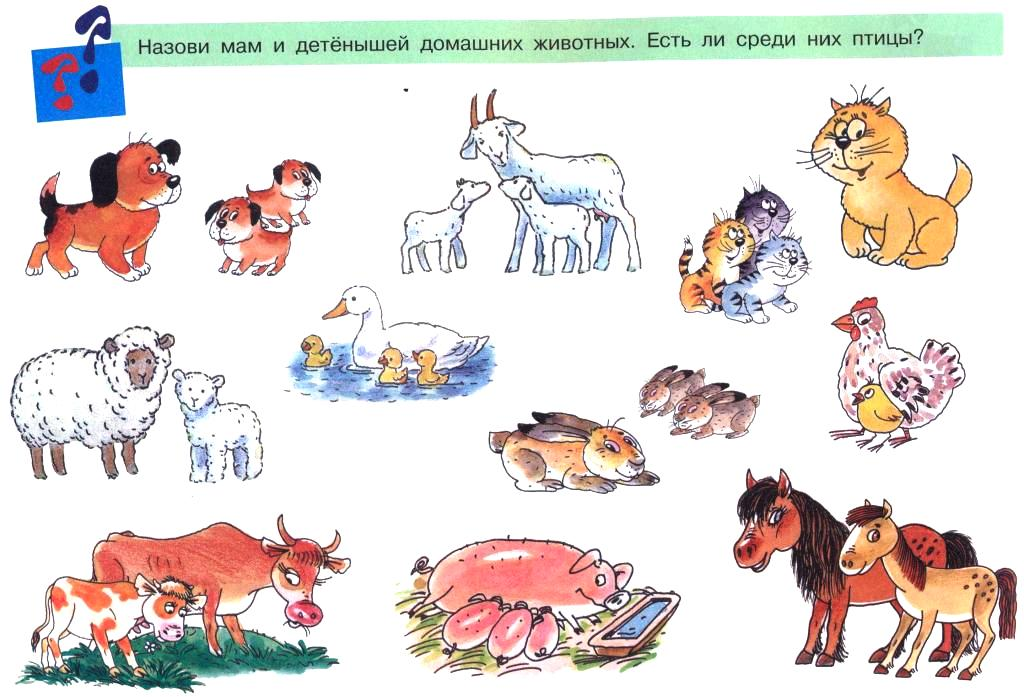 Назови мам и детёнышей домашних животных. Есть ли среди них птицы?